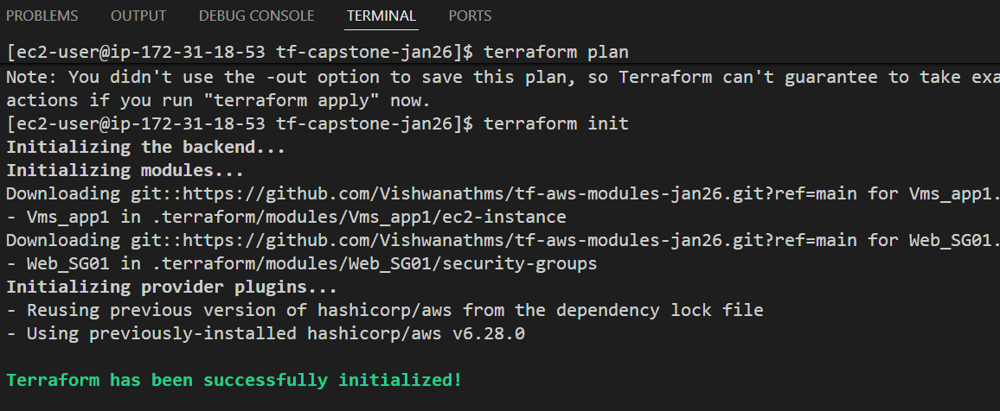 PROBLEMS OUTPUT DEBUG CONSOLE TERMINAL PORTS
[ec2-user@ip-172-31-18-53 tf-capstone-jan26]$ terraform plan
Note: You didn't use the -out option to save this plan, so Terraform can't guarantee to take exa
actions if you run "terraform apply" now.
[ec2-user@ip-172-31-18-53 tf-capstone-jan26]$ terraform init
Initializing the backend...
Initializing modules...
Downloading git::https://github.com/Vishwanathms/tf-aws-modules-jan26.git?ref=main for Vms_app1.
- Vms_app1 in .terraform/modules/Vms_app1/ec2-instance
Downloading git::https://github.com/Vishwanathms/tf-aws-modules-jan26.git?ref=main for Web_SG01.
- Web_SG01 in .terraform/modules/Web_SG01/security-groups
Initializing provider plugins...
- Reusing previous version of hashicorp/aws from the dependency lock file
- Using previously-installed hashicorp/aws v6.28.0
Terraform has been successfully initialized!